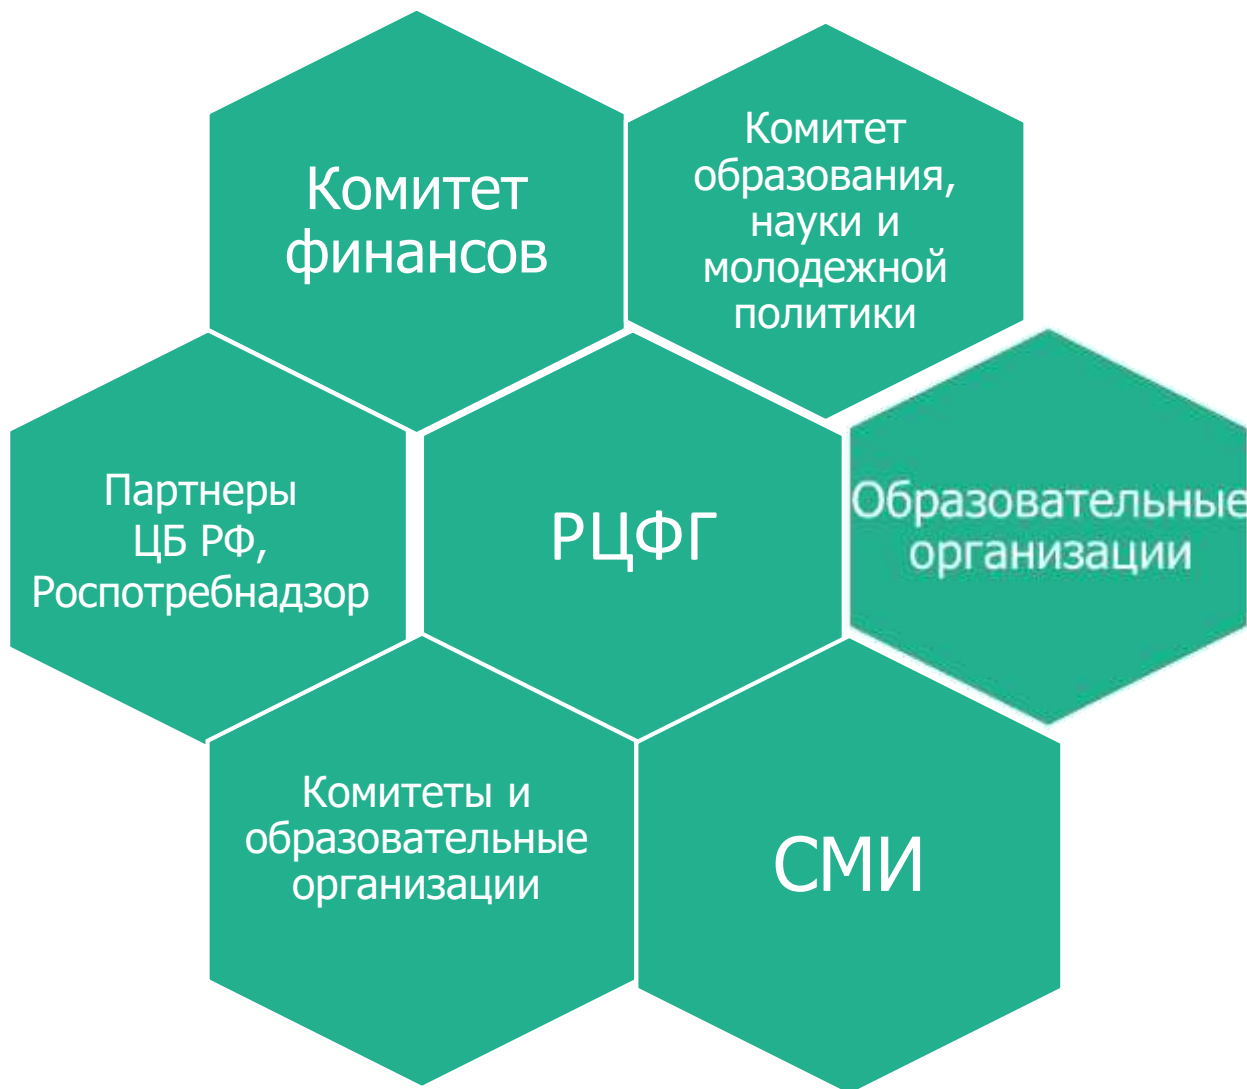 Комитет
финансов
Комитет
образования,
науки и
молодежной
политики
Партнеры
ЦБ РФ,
Роспотребнадзор
РЦФГ
Образовательные
организации
Комитеты и
образовательные
организации
СМИ